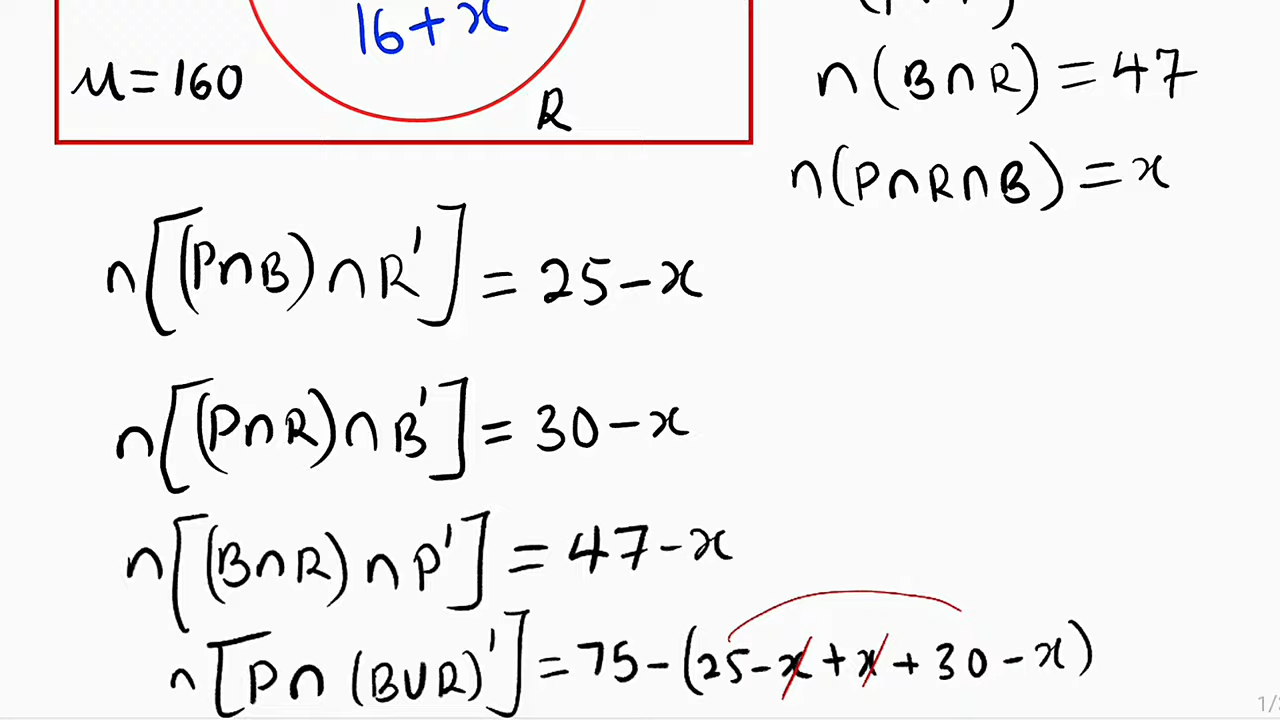 16+x
μ=160
R
n(B∩R)=47
n(P∩R∩B)=x
n[(P∩B)∩R']=25-x
n[(P∩R)∩B']=30-x
n[(B∩R)∩P']=47-x
n[P∩(B∪R)']=75-(25-x+x+30-x)